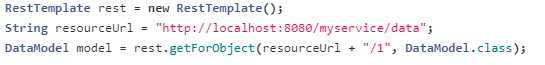 RestTemplate rest = new RestTemplate();
String resourceUrl = "http://localhost:8080/myservice/data";
DataModel model = rest.getForObject(resourceUrl + "/1", DataModel.class);